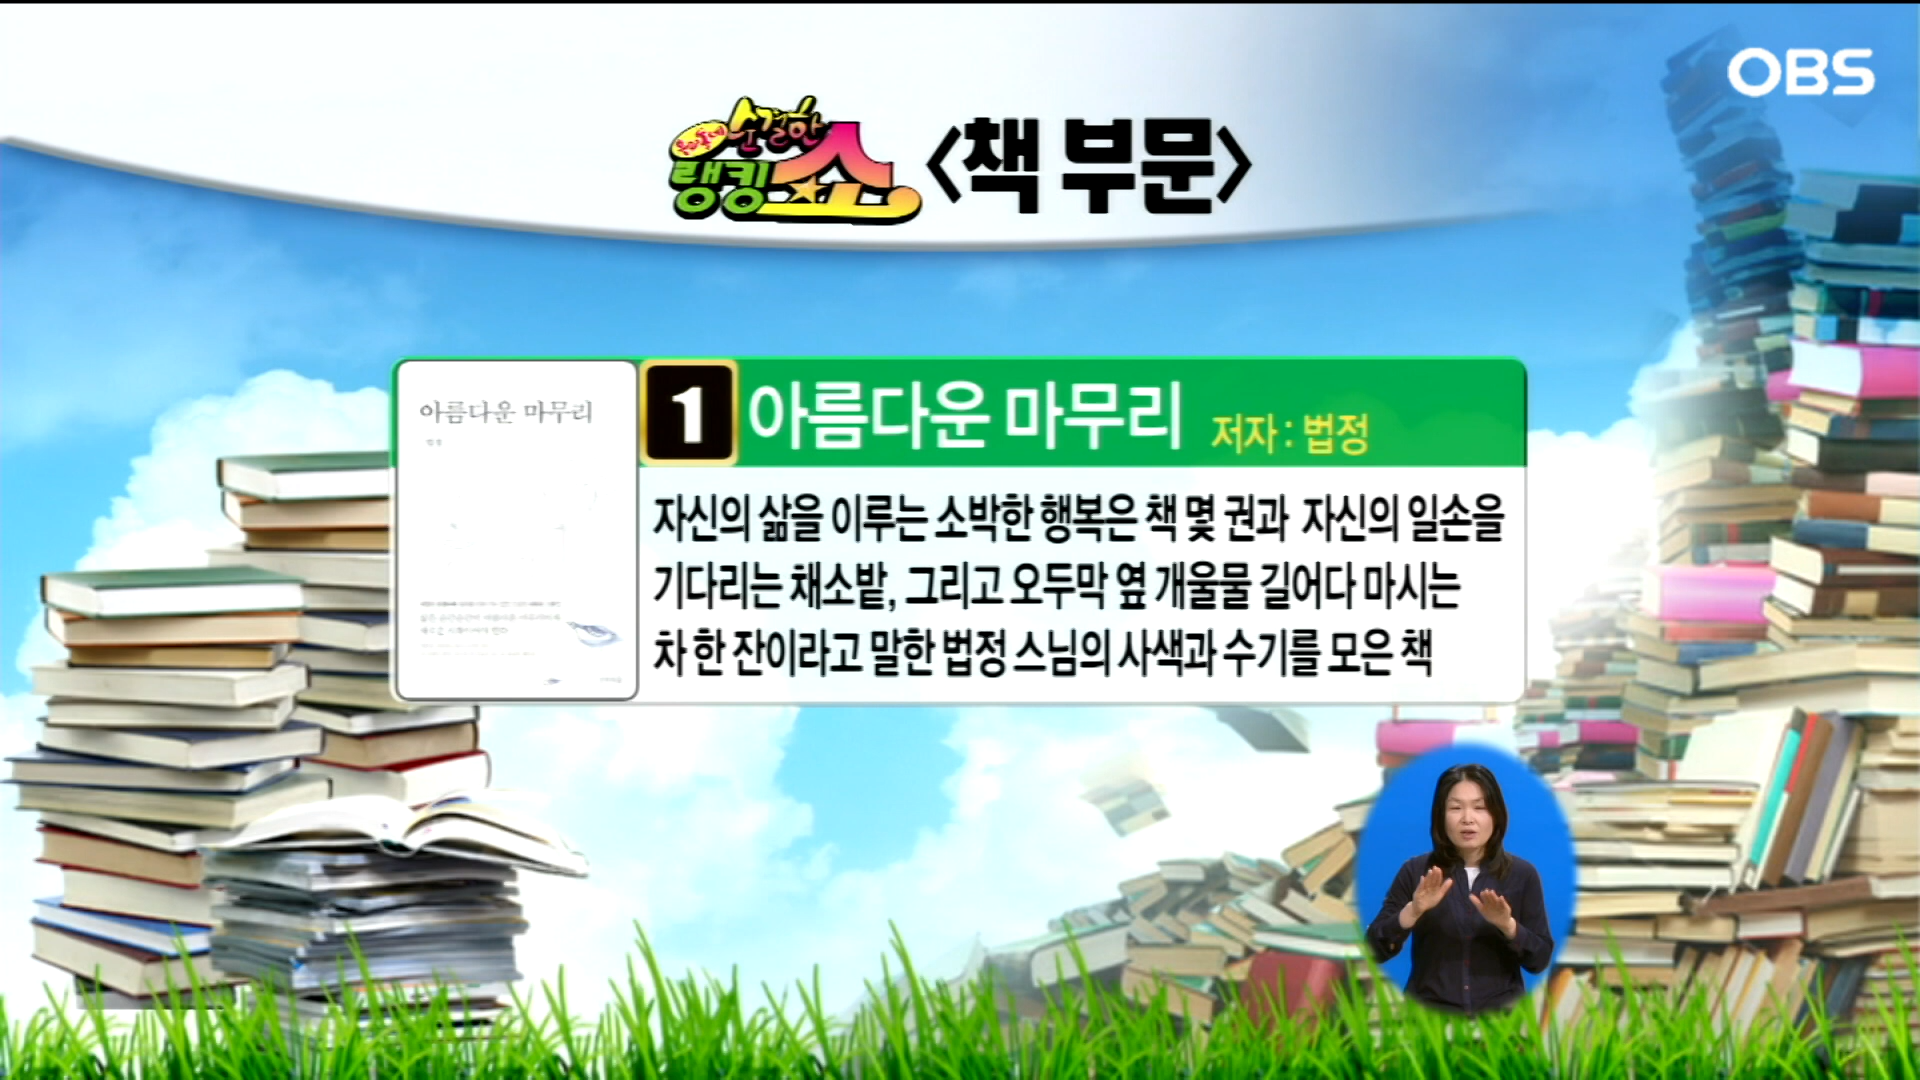 OBS
순결한
랭킹쇼 <책 부문>
아름다운 마무리
법정
1 아름다운 마무리 저자 : 법정
자신의 삶을 이루는 소박한 행복은 책 몇 권과 자신의 일손을
기다리는 채소밭, 그리고 오두막 옆 개울물 길어다 마시는
차 한 잔이라고 말한 법정 스님의 사색과 수기를 모은 책